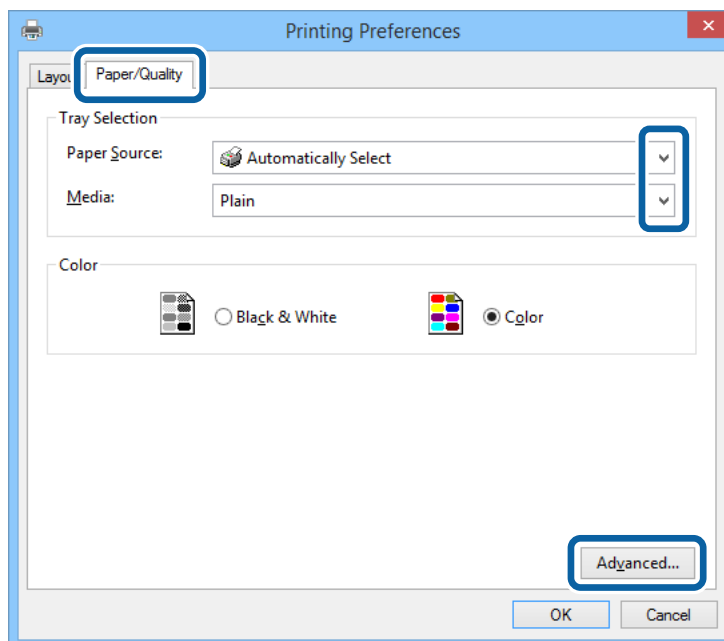 Printing Preferences
Layou
Paper/Quality
Tray Selection
Paper Source:
Automatically Select
Media:
Plain
Color
Black & White
Color
Advanced...
OK
Cancel